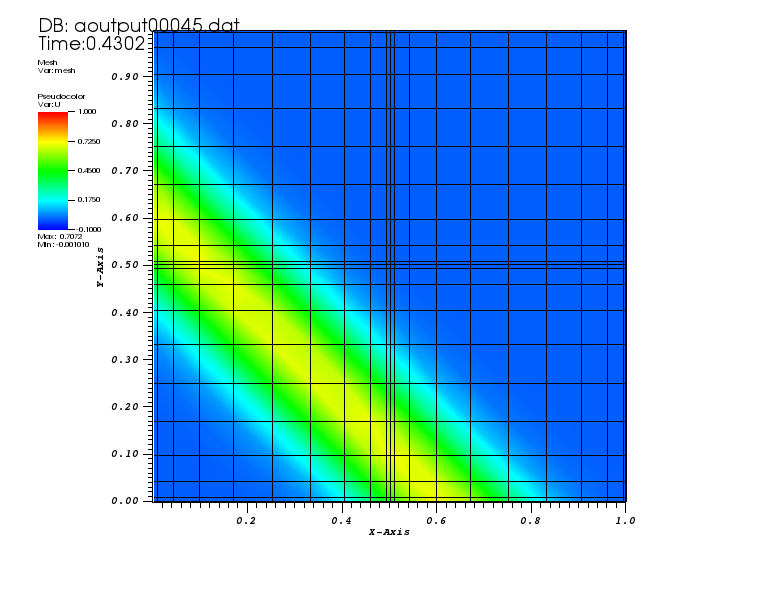 DB: aoutput00045.dat
Time:0.4302
Mesh
Var: mesh
Pseudocolor
Var: U
1.000
0.7250
0.4500
0.1750
-0.1000
Max: 0.7072
Min: -0.001010
Y-Axis
0.90
0.80
0.70
0.60
0.50
0.40
0.30
0.20
0.10
0.00
0.2 0.4 0.6 0.8 1.0
X-Axis